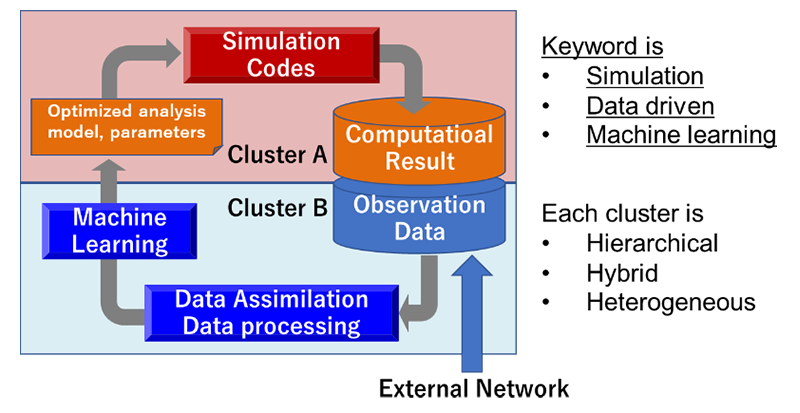 Simulation
Codes
Optimized analysis
model, parameters
Computatioal
Result
Cluster A
Cluster B
Observation
Data
Machine
Learning
Data Assimilation
Data processing
External Network
Keyword is
• Simulation
• Data driven
• Machine learning
Each cluster is
• Hierarchical
• Hybrid
• Heterogeneous